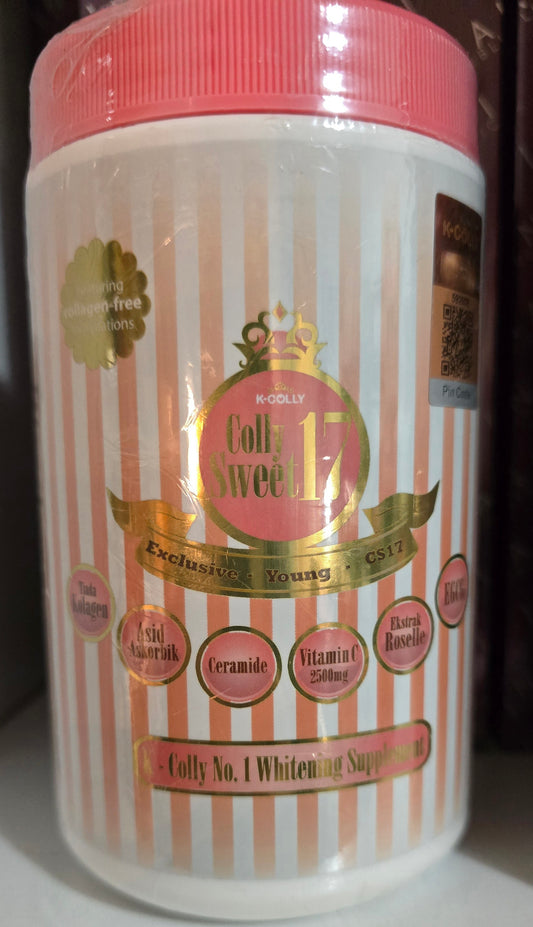 collagen-free
K-COLLY
K-COLLY
Colly
Sweet 17
Exclusive · Young · CS17
Tiada
Kolagen
Asid
Askorbik
Ceramide
Vitamin C
2500mg
Ekstrak
Roselle
EGCG
K - Colly No. 1 Whitening Supplement